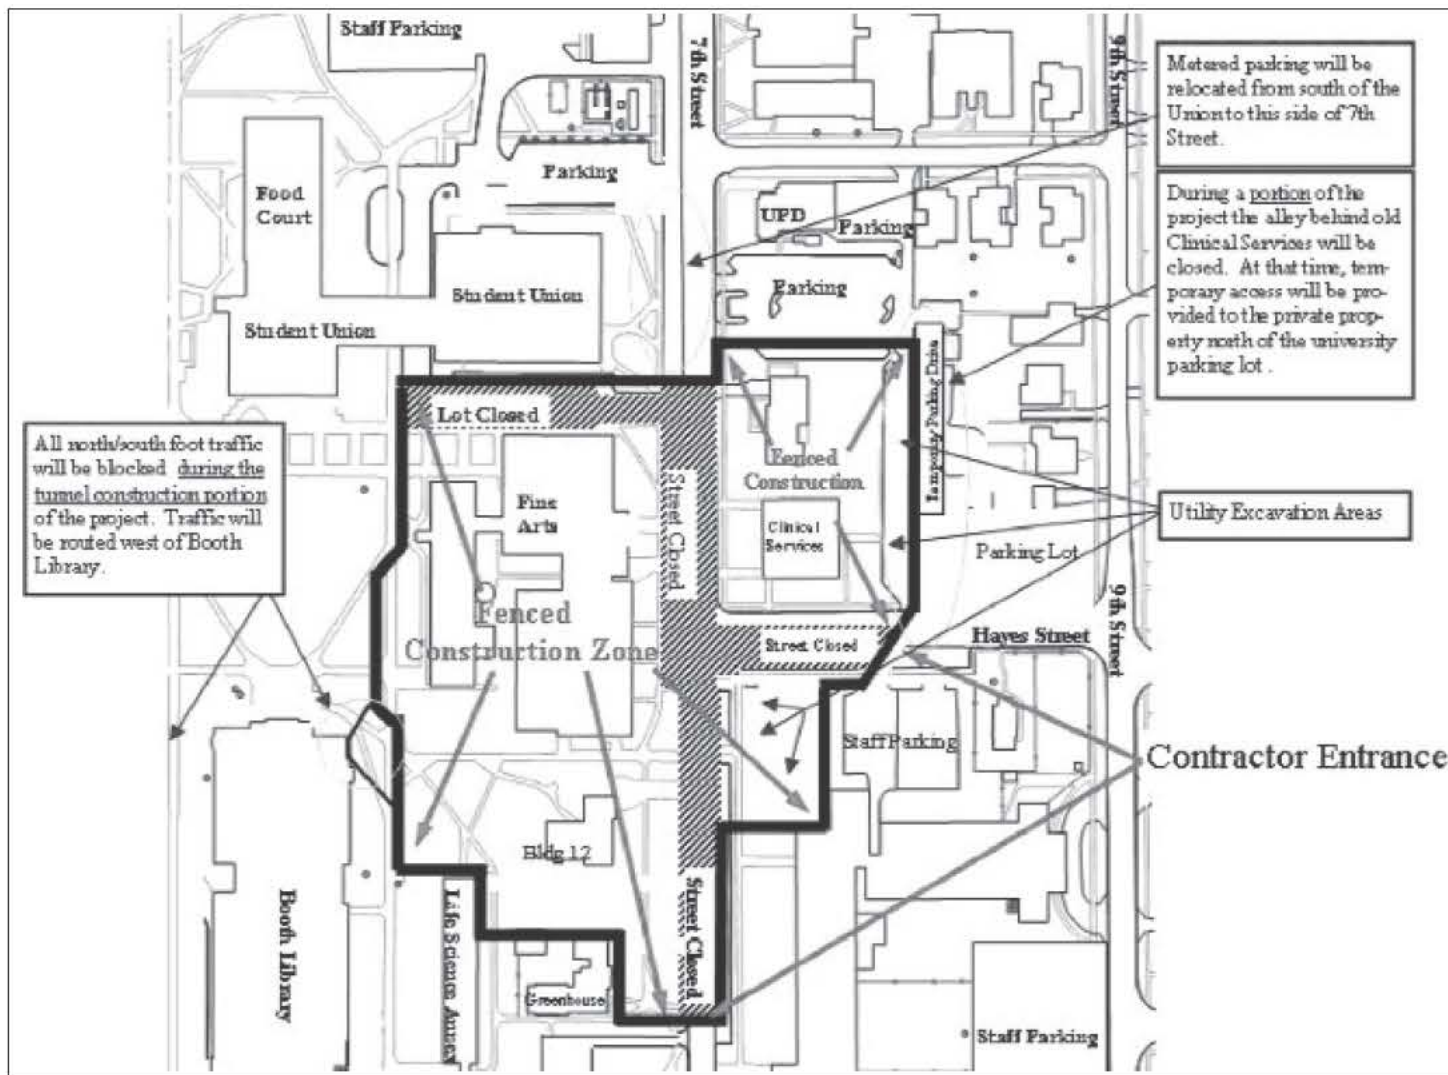 Staff Parking
7th Street
9th Street
Metered parking will be
relocated from south of the
Union to this side of 7th
Street.
Food
Court
Parking
UPD
Parking
Parking
During a portion of the
project the alley behind old
Clinical Services will be
closed. At that time, tem-
porary access will be pro-
vided to the private prop-
erty north of the university
parking lot .
Student Union
Student Union
Temporary Parking Drive
Lot Closed
All north/south foot traffic
will be blocked during the
tunnel construction portion
of the project. Traffic will
be routed west of Booth
Library.
Fenced
Construction
Street Closed
Fine
Arts
Clinical
Services
Utility Excavation Areas
Parking Lot
Fenced
Construction Zone
Street Closed
Hayes Street
9th Street
Staff Parking
Contractor Entrance
Bldg 12
Booth Library
Life Science Annex
Street Closed
Greenhouse
Staff Parking